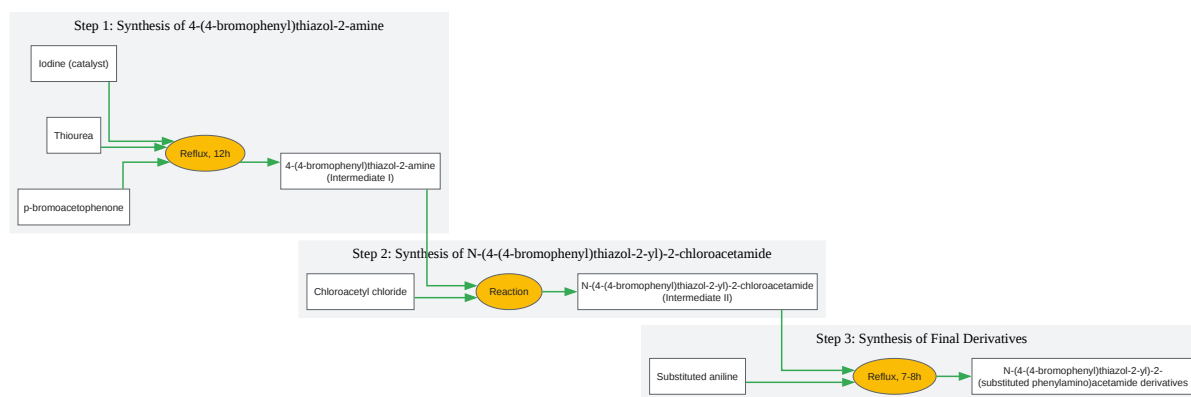 Step 1: Synthesis of 4-(4-bromophenyl)thiazol-2-amine
Iodine (catalyst)
Thiourea
Reflux, 12h
4-(4-bromophenyl)thiazol-2-amine
(Intermediate I)
p-bromoacetophenone
Step 2: Synthesis of N-(4-(4-bromophenyl)thiazol-2-yl)-2-chloroacetamide
Chloroacetyl chloride
Reaction
N-(4-(4-bromophenyl)thiazol-2-yl)-2-chloroacetamide
(Intermediate II)
Step 3: Synthesis of Final Derivatives
Substituted aniline
Reflux, 7-8h
N-(4-(4-bromophenyl)thiazol-2-yl)-2-
(substituted phenylamino)acetamide derivatives